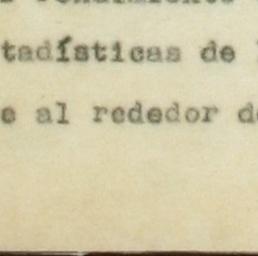 tadísticas de
e al rededor d